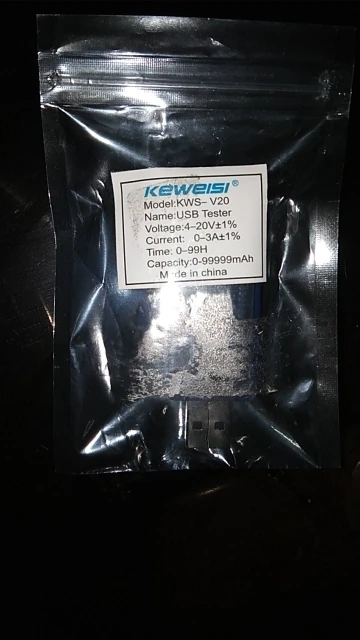 KEWEISI®
Model:KWS- V20
Name:USB Tester
Voltage:4-20V±1%
Current: 0-3A±1%
Time: 0-99H
Capacity:0-99999mAh
Made in china